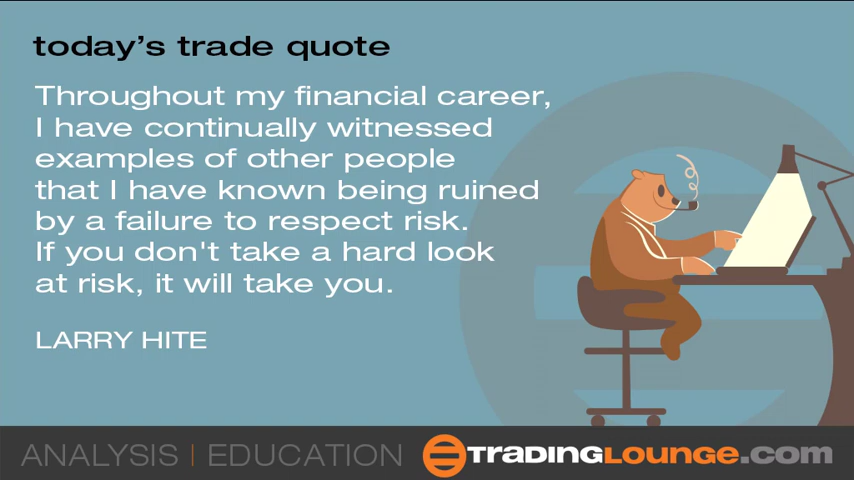 today's trade quote
Throughout my financial career,
I have continually witnessed
examples of other people
that I have known being ruined
by a failure to respect risk.
If you don't take a hard look
at risk, it will take you.
LARRY HITE
ANALYSIS | EDUCATION TRADINGLOUNGE.com